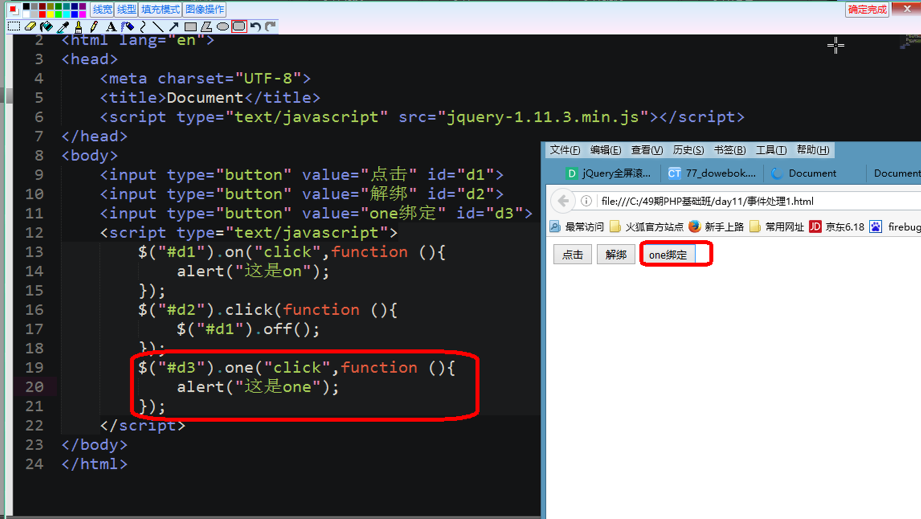 线宽 线型 填充模式 图像操作 确定完成
2 <html lang="en">
3 <head>
4 <meta charset="UTF-8">
5 <title>Document</title>
6 <script type="text/javascript" src="jquery-1.11.3.min.js"></script>
7 </head>
8 <body>
9 <input type="button" value="点击" id="d1">
10 <input type="button" value="解绑" id="d2">
11 <input type="button" value="one绑定" id="d3">
12 <script type="text/javascript">
13 $("#d1").on("click",function (){
14 alert("这是on");
15 });
16 $("#d2").click(function (){
17 $("#d1").off();
18 });
19 $("#d3").one("click",function (){
20 alert("这是one");
21 });
22 </script>
23 </body>
24 </html>
文件(F) 编辑(E) 查看(V) 历史(S) 书签(B) 工具(T) 帮助(H)
D jQuery全屏滚... CT 77_dowebok.... Document Document
file:///C:/49期PHP基础班/day11/事件处理1.html
最常访问 火狐官方站点 新手上路 常用网址 JD 京东6.18 firebug
点击 解绑 one绑定